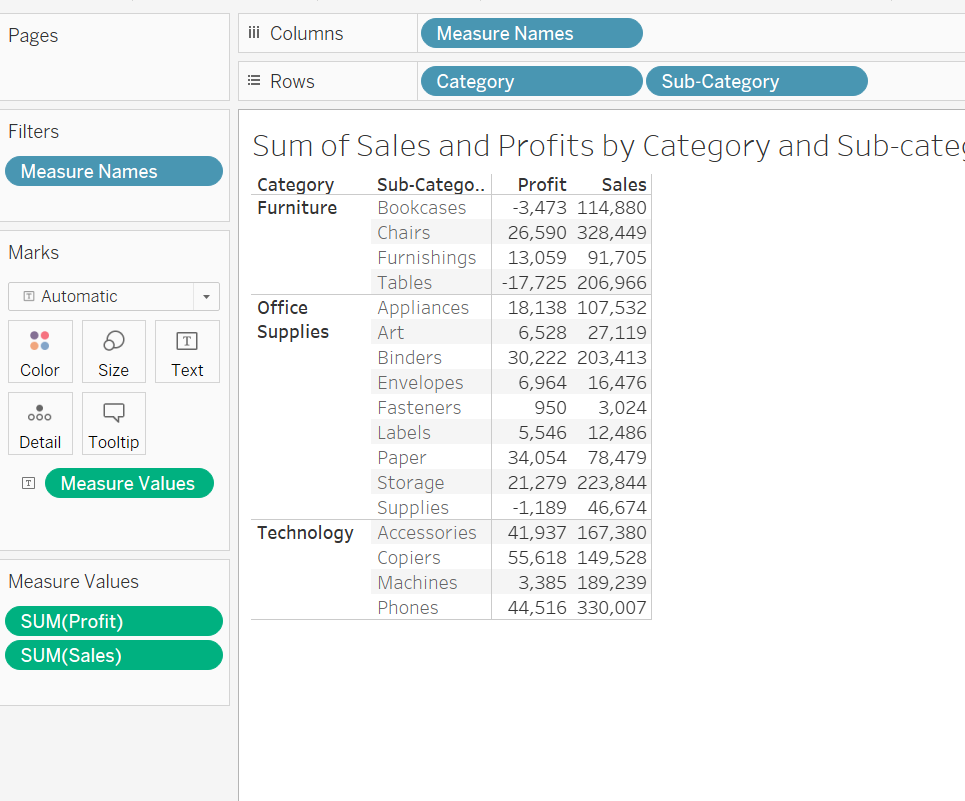 Pages
Columns Measure Names
Rows Category Sub-Category
Filters
Measure Names
Marks
Automatic
Color Size Text
Detail Tooltip
Measure Values
Measure Values
SUM(Profit)
SUM(Sales)
Sum of Sales and Profits by Category and Sub-categ
Category Sub-Catego.. Profit Sales
Furniture Bookcases -3,473 114,880
Chairs 26,590 328,449
Furnishings 13,059 91,705
Tables -17,725 206,966
Office Appliances 18,138 107,532
Supplies Art 6,528 27,119
Binders 30,222 203,413
Envelopes 6,964 16,476
Fasteners 950 3,024
Labels 5,546 12,486
Paper 34,054 78,479
Storage 21,279 223,844
Supplies -1,189 46,674
Technology Accessories 41,937 167,380
Copiers 55,618 149,528
Machines 3,385 189,239
Phones 44,516 330,007